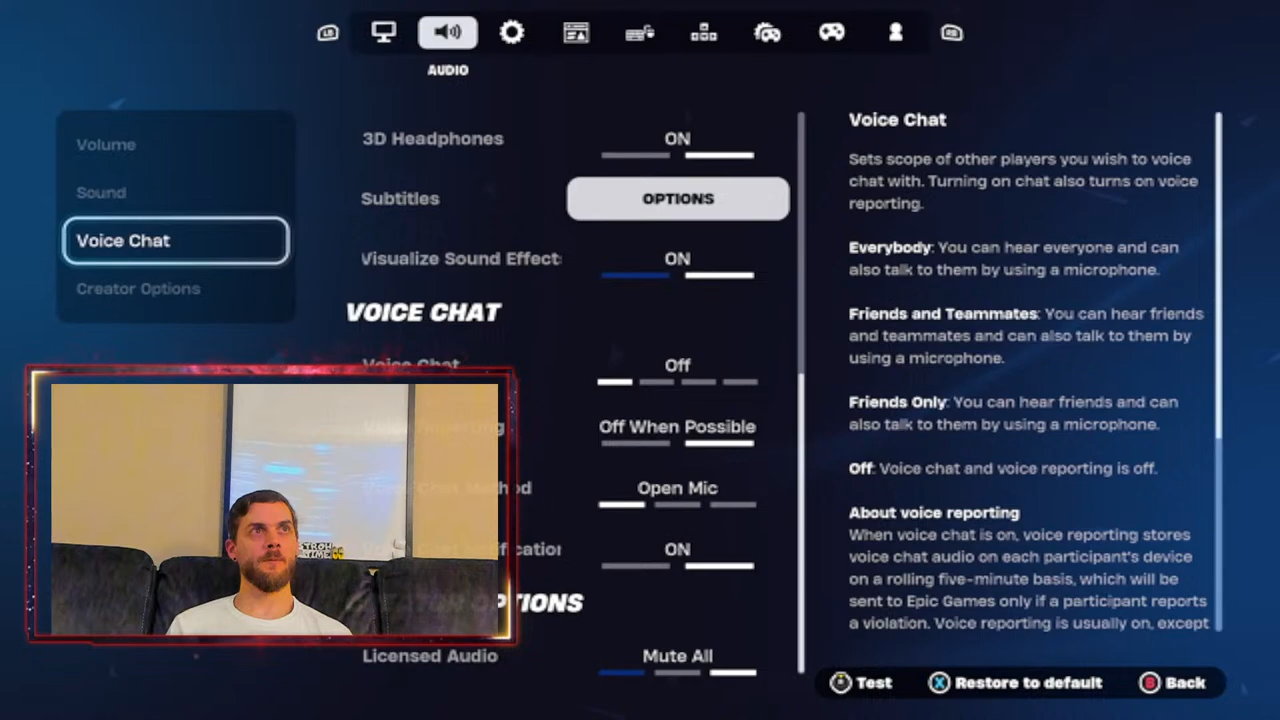 LB
RB
AUDIO
Volume
Sound
Voice Chat
Creator Options
3D Headphones
ON
Subtitles
OPTIONS
Visualize Sound Effect
ON
VOICE CHAT
Voice Chat
Off
Off When Possible
Open Mic
ON
OPTIONS
Licensed Audio
Mute All
TIME
Voice Chat
Sets scope of other players you wish to voice
chat with. Turning on chat also turns on voice
reporting.
Everybody: You can hear everyone and can
also talk to them by using a microphone.
Friends and Teammates: You can hear friends
and teammates and can also talk to them by
using a microphone.
Friends Only: You can hear friends and can
also talk to them by using a microphone.
Off: Voice chat and voice reporting is off.
About voice reporting
When voice chat is on, voice reporting stores
voice chat audio on each participant's device
on a rolling five-minute basis, which will be
sent to Epic Games only if a participant reports
a violation. Voice reporting is usually on, except
Test
X Restore to default
B Back